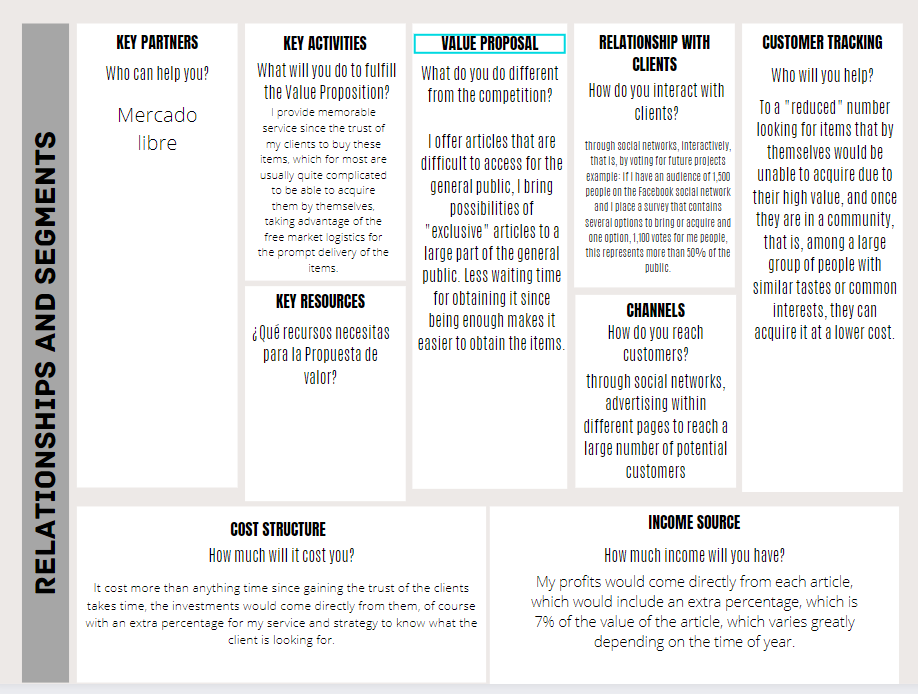 RELATIONSHIPS AND SEGMENTS
KEY PARTNERS
Who can help you?
Mercado
libre
KEY ACTIVITIES
What will you do to fulfill
the Value Proposition?
I provide memorable
service since the trust of
my clients to buy these
items, which for most are
usually quite complicated
to be able to acquire
them by themselves,
taking advantage of the
free market logistics for
the prompt delivery of the
items.
KEY RESOURCES
¿Qué recursos necesitas
para la Propuesta de
valor?
VALUE PROPOSAL
What do you do different
from the competition?
I offer articles that are
difficult to access for the
general public, I bring
possibilities of
"exclusive" articles to a
large part of the general
public. Less waiting time
for obtaining it since
being enough makes it
easier to obtain the items.
RELATIONSHIP WITH
CLIENTS
How do you interact with
clients?
through social networks, interactively,
that is, by voting for future projects
example: if I have an audience of 1,500
people on the Facebook social network
and I place a survey that contains
several options to bring or acquire and
one option, 1,100 votes for me people,
this represents more than 50% of the
public.
CHANNELS
How do you reach
customers?
through social networks,
advertising within
different pages to reach a
large number of potential
customers
CUSTOMER TRACKING
Who will you help?
To a "reduced" number
looking for items that by
themselves would be
unable to acquire due to
their high value, and once
they are in a community,
that is, among a large
group of people with
similar tastes or common
interests, they can
acquire it at a lower cost.
COST STRUCTURE
How much will it cost you?
It cost more than anything time since gaining the trust of the clients
takes time, the investments would come directly from them, of course
with an extra percentage for my service and strategy to know what the
client is looking for.
INCOME SOURCE
How much income will you have?
My profits would come directly from each article,
which would include an extra percentage, which is
7% of the value of the article, which varies greatly
depending on the time of year.